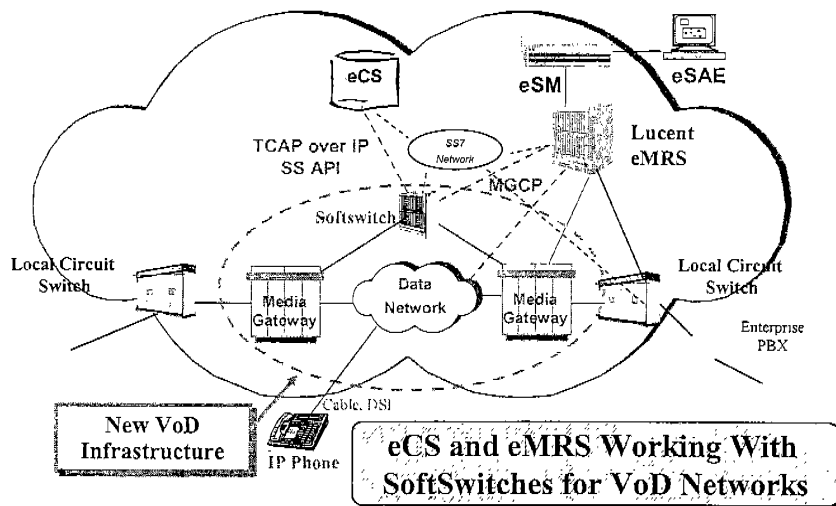 eCS
eSM
eSAE
TCAP over IP
SS API
SS7
Network
Lucent
eMRS
MGCP
Softswitch
Local Circuit
Switch
Media
Gateway
Data
Network
Media
Gateway
Local Circuit
Switch
Enterprise
PBX
Cable, DSl
New VoD
Infrastructure
IP Phone
eCS and eMRS Working With
SoftSwitches for VoD Networks